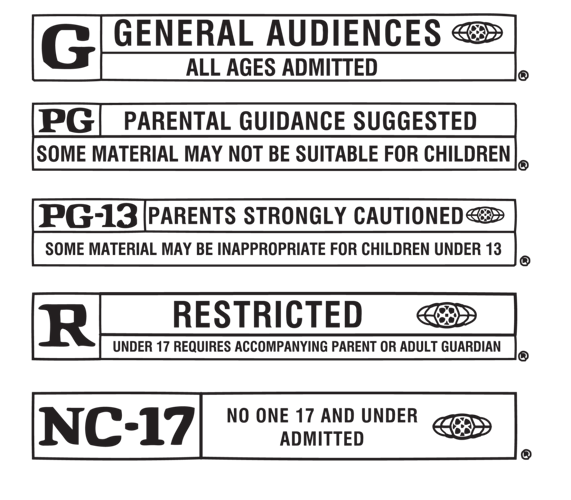 G GENERAL AUDIENCES
ALL AGES ADMITTED
®
PG PARENTAL GUIDANCE SUGGESTED
SOME MATERIAL MAY NOT BE SUITABLE FOR CHILDREN
®
PG-13 PARENTS STRONGLY CAUTIONED
SOME MATERIAL MAY BE INAPPROPRIATE FOR CHILDREN UNDER 13
®
R RESTRICTED
UNDER 17 REQUIRES ACCOMPANYING PARENT OR ADULT GUARDIAN
®
NC-17 NO ONE 17 AND UNDER
ADMITTED
®